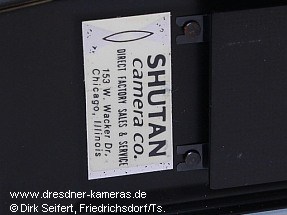 SHUTAN
camera co.
DIRECT FACTORY SALES & SERVICE
153 W. Wacker Dr.
Chicago, Illinois
www.dresdner-kameras.de
© Dirk Seifert, Friedrichsdorf/Ts.